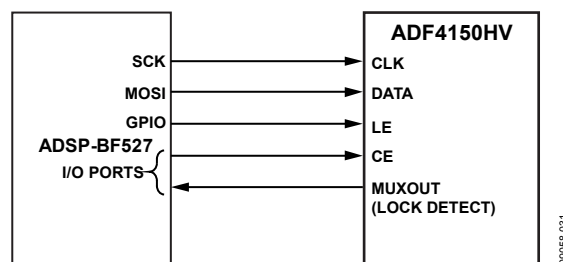 ADF4150HV
SCK
CLK
MOSI
DATA
GPIO
LE
ADSP-BF527
CE
I/O PORTS
MUXOUT
(LOCK DETECT)